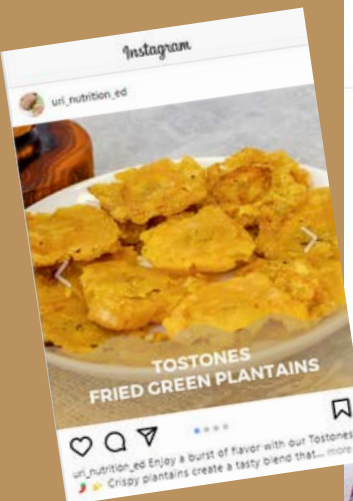 Instagram
uri_nutrition_ed
TOSTONES
FRIED GREEN PLANTAINS
uri_nutrition_ed Enjoy a burst of flavor with our Tostones
🌶️ 🎉 Crispy plantains create a tasty blend that... more